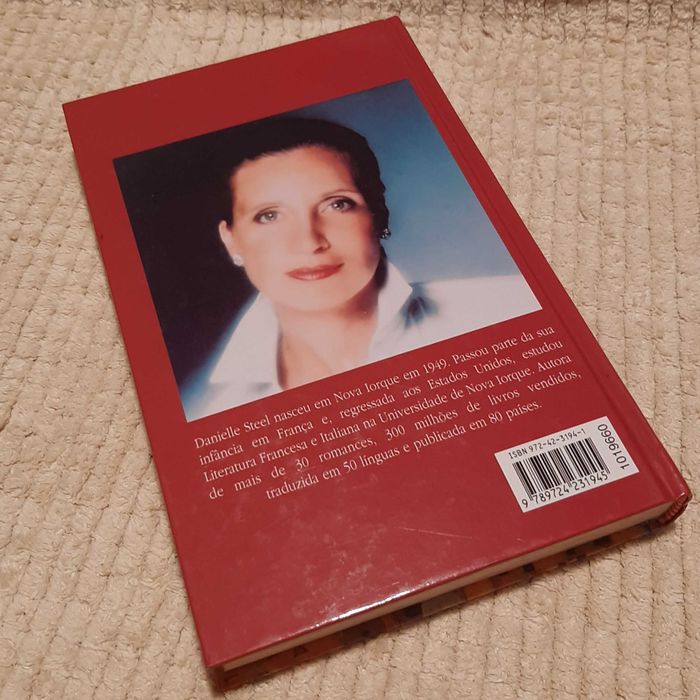 Danielle Steel nasceu em Nova Iorque em 1949. Passou parte da sua
infância em França e, regressada aos Estados Unidos, estudou
Literatura Francesa e Italiana na Universidade de Nova Iorque. Autora
de mais de 30 romances, 300 milhões de livros vendidos,
traduzida em 50 línguas e publicada em 80 países.
ISBN 972-42-3194-1
9 789724 231945
1019660